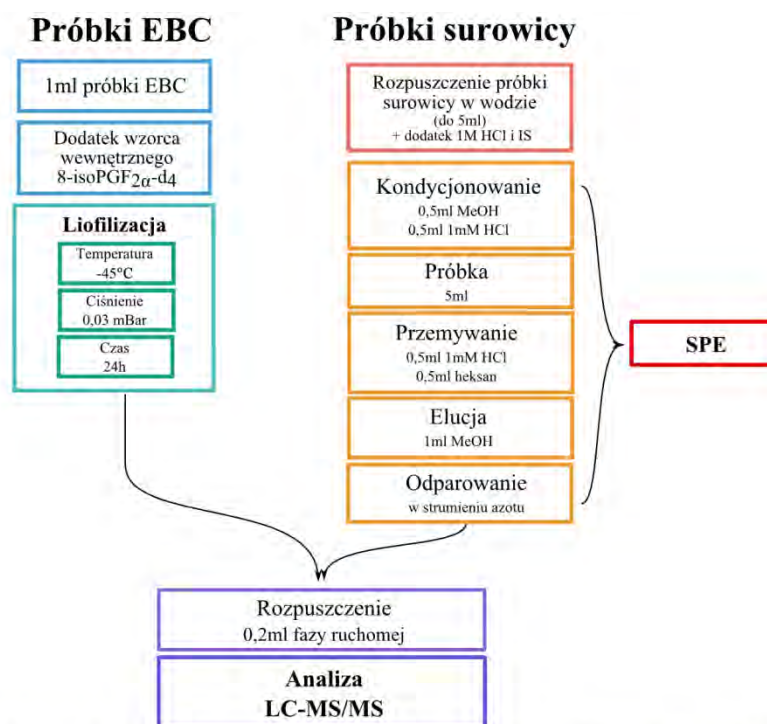 Próbki EBC
1ml próbki EBC
Dodatek wzorca
wewnętrznego
8-isoPGF2α-d4
Liofilizacja
Temperatura
-45°C
Ciśnienie
0,03 mBar
Czas
24h
Próbki surowicy
Rozpuszczenie próbki
surowicy w wodzie
(do 5ml)
+ dodatek 1M HCl i IS
Kondycjonowanie
0,5ml MeOH
0,5ml 1mM HCl
Próbka
5ml
Przemywanie
0,5ml 1mM HCl
0,5ml heksan
Elucja
1ml MeOH
Odparowanie
w strumieniu azotu
SPE
Rozpuszczenie
0,2ml fazy ruchomej
Analiza
LC-MS/MS